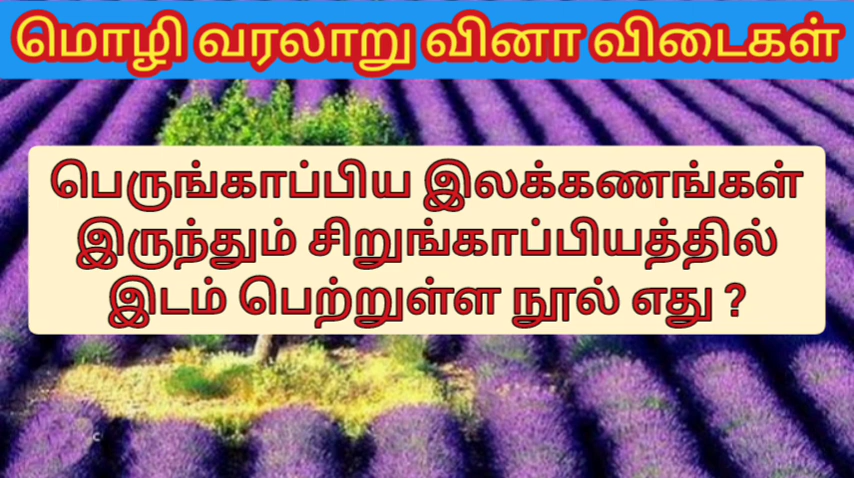 மொழி வரலாறு வினா விடைகள்
பெருங்காப்பிய இலக்கணங்கள்
இருந்தும் சிறுங்காப்பியத்தில்
இடம் பெற்றுள்ள நூல் எது ?